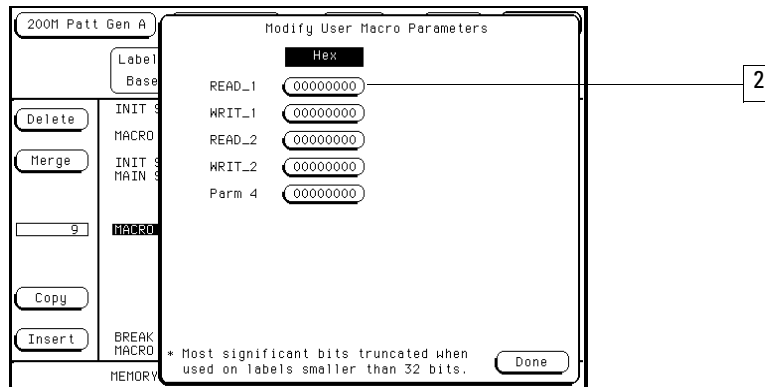 200M Patt Gen A
Modify User Macro Parameters
Label
Hex
Base
READ_1 00000000
2
INIT S
Delete
WRIT_1 00000000
MACRO
READ_2 00000000
Merge
INIT S
WRIT_2 00000000
MAIN S
Parm 4 00000000
9
MACRO
Copy
Insert
BREAK
MACRO
* Most significant bits truncated when
used on labels smaller than 32 bits.
Done
MEMORY